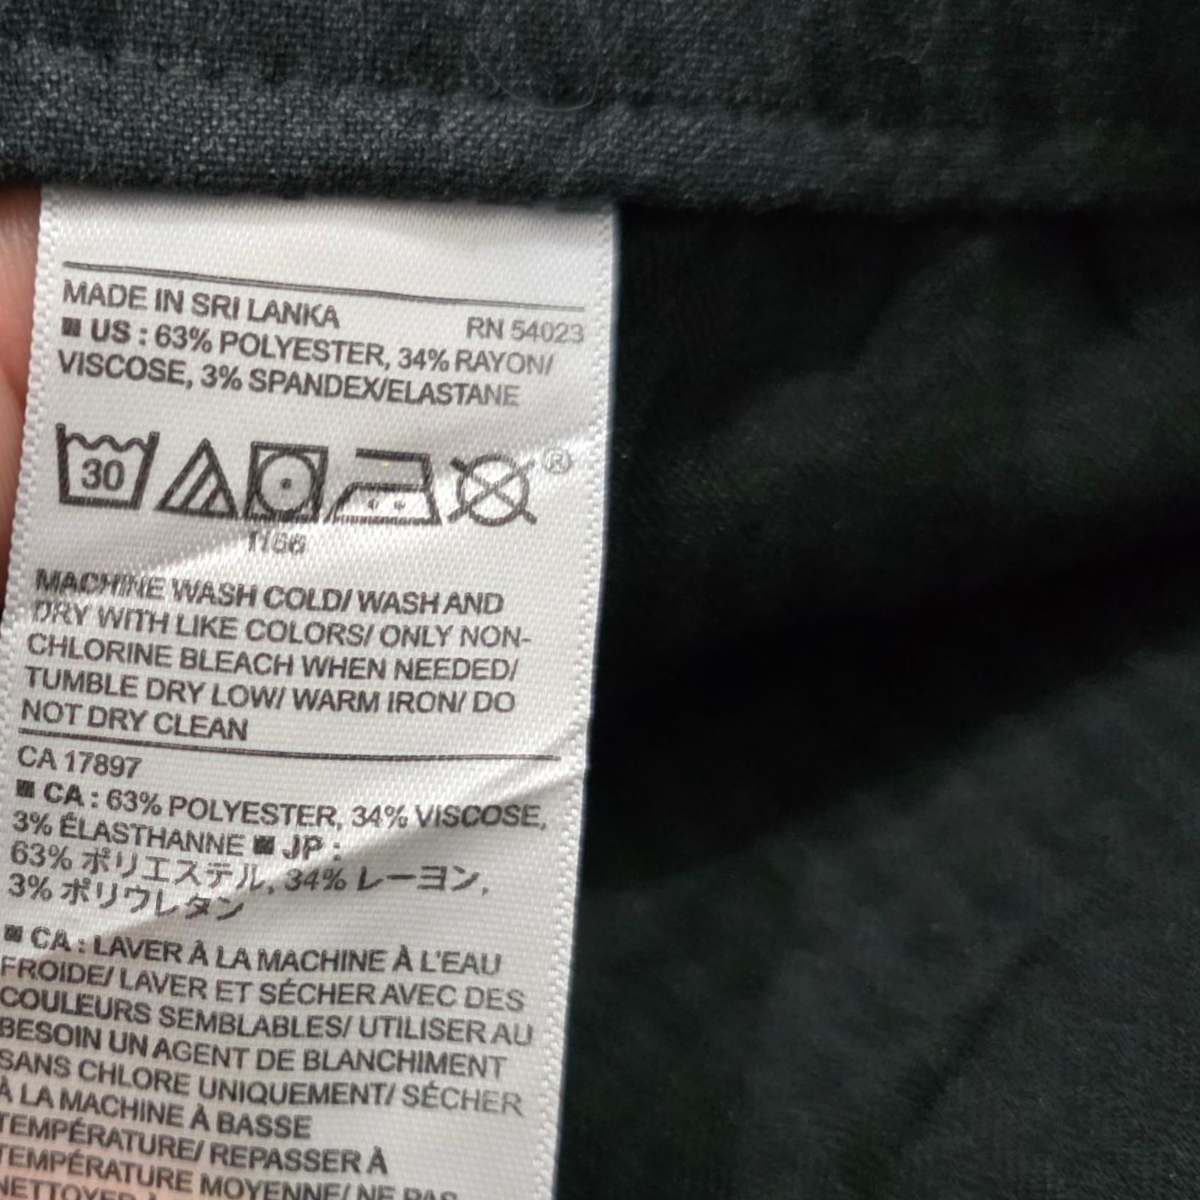 MADE IN SRI LANKA
RN 54023
US : 63% POLYESTER, 34% RAYON/
VISCOSE, 3% SPANDEX/ELASTANE
30
®
MACHINE WASH COLD/ WASH AND
DRY WITH LIKE COLORS/ ONLY NON-
CHLORINE BLEACH WHEN NEEDED/
TUMBLE DRY LOW/ WARM IRON/ DO
NOT DRY CLEAN
CA 17897
CA : 63% POLYESTER, 34% VISCOSE,
3% ÉLASTHANNE JP :
63% ポリエステル, 34% レーヨン,
3% ポリウレタン
CA : LAVER À LA MACHINE À L'EAU
FROIDE/ LAVER ET SÉCHER AVEC DES
COULEURS SEMBLABLES/ UTILISER AU
BESOIN UN AGENT DE BLANCHIMENT
SANS CHLORE UNIQUEMENT/ SÉCHER
À LA MACHINE À BASSE
TEMPÉRATURE/ REPASSER À
TEMPÉRATURE MOYENNE/ NE PAS
NETTOYER À